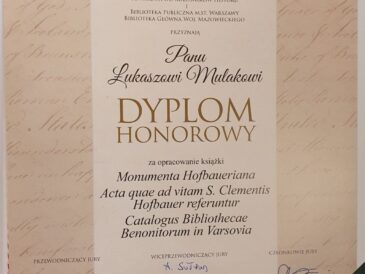 I
BIBLIOTEKA PUBLICZNA M.ST. WARSZAWY
BIBLIOTEKA GŁÓWNA WOJ. MAZOWIECKIEGO
PRZYZNAJĄ
Panu
Łukaszowi Mulakowi
DYPLOM
HONOROWY
za opracowanie książki
Monumenta Hofbaueriana
Acta quae ad vitam S. Clementis
Hofbauer referuntur
Catalogus Bibliothecae
Benonitorum in Varsovia
PRZEWODNICZĄCY JURY
WICEPRZEWODNICZĄCY JURY
CZŁONKOWIE JURY